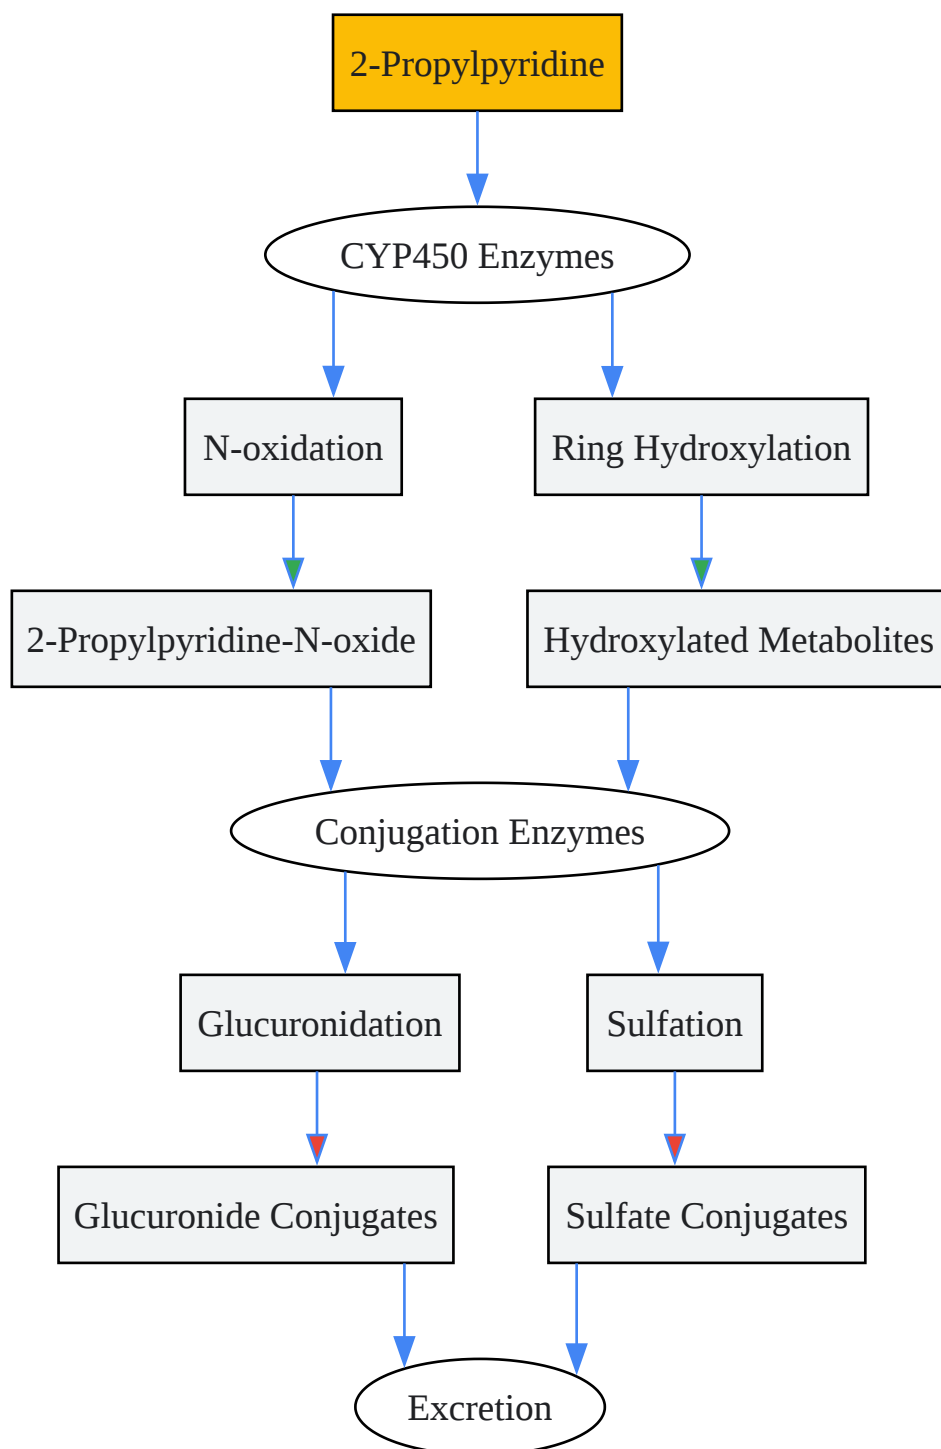 2-Propylpyridine
CYP450 Enzymes
N-oxidation
Ring Hydroxylation
2-Propylpyridine-N-oxide
Hydroxylated Metabolites
Conjugation Enzymes
Glucuronidation
Sulfation
Glucuronide Conjugates
Sulfate Conjugates
Excretion